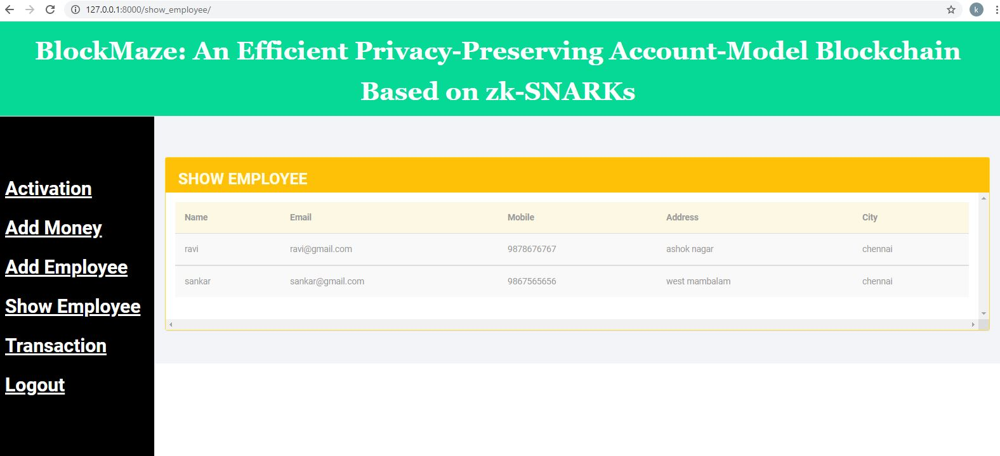 127.0.0.1:8000/show_employee/
k
BlockMaze: An Efficient Privacy-Preserving Account-Model Blockchain
Based on zk-SNARKs
Activation
Add Money
Add Employee
Show Employee
Transaction
Logout
SHOW EMPLOYEE
Name Email Mobile Address City
ravi ravi@gmail.com 9878676767 ashok nagar chennai
sankar sankar@gmail.com 9867565656 west mambalam chennai